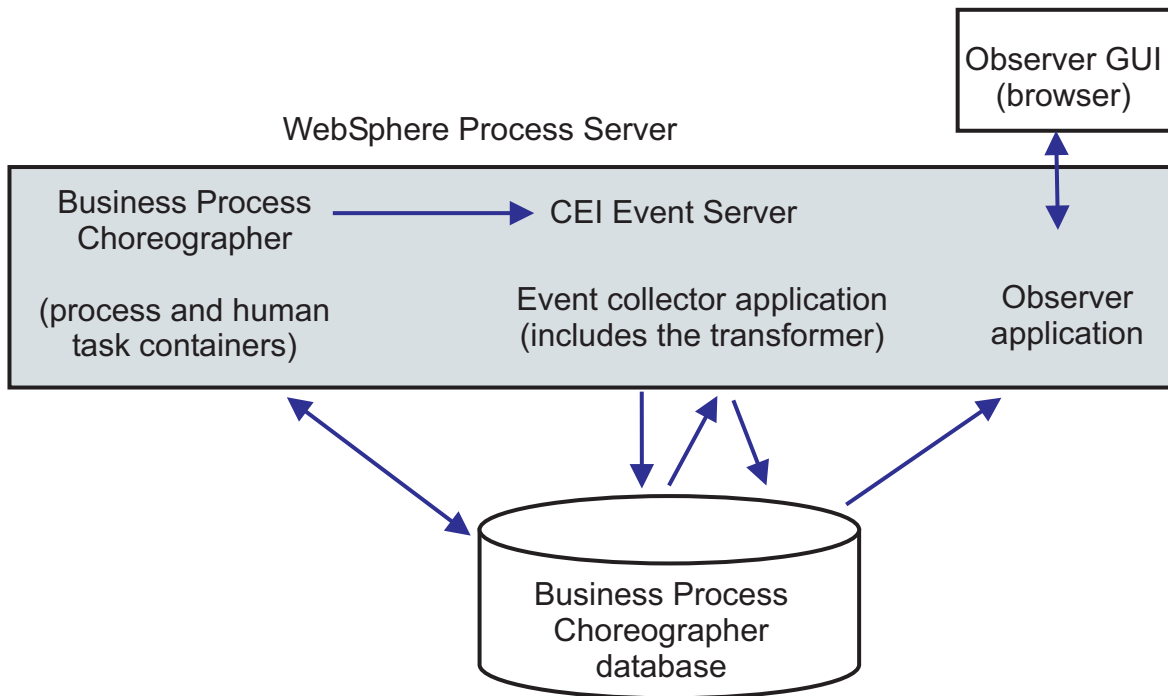 Observer GUI
(browser)
WebSphere Process Server
Business Process
Choreographer
CEI Event Server
(process and human
task containers)
Event collector application
(includes the transformer)
Observer
application
Business Process
Choreographer
database